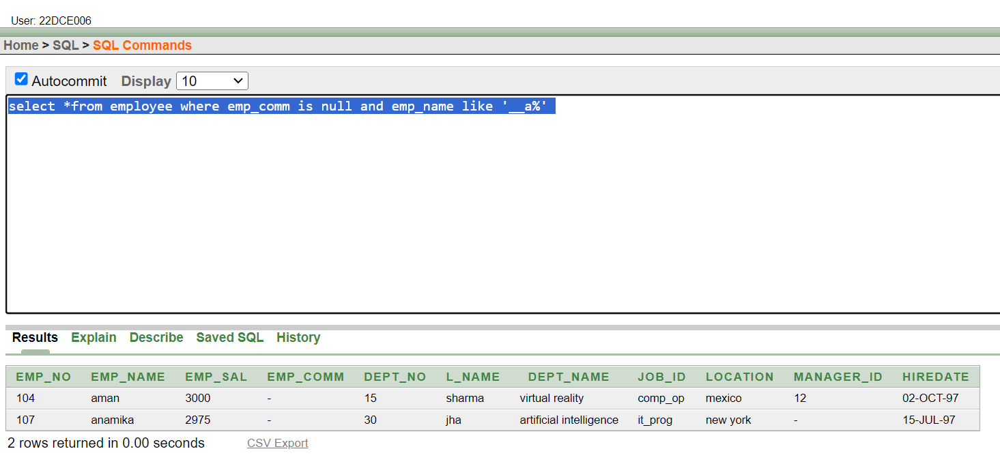 User: 22DCE006
Home > SQL > SQL Commands
Autocommit Display 10
select *from employee where emp_comm is null and emp_name like '__a%'
Results Explain Describe Saved SQL History
EMP_NO EMP_NAME EMP_SAL EMP_COMM DEPT_NO L_NAME DEPT_NAME JOB_ID LOCATION MANAGER_ID HIREDATE
104 aman 3000 - 15 sharma virtual reality comp_op mexico 12 02-OCT-97
107 anamika 2975 - 30 jha artificial intelligence it_prog new york - 15-JUL-97
2 rows returned in 0.00 seconds CSV Export